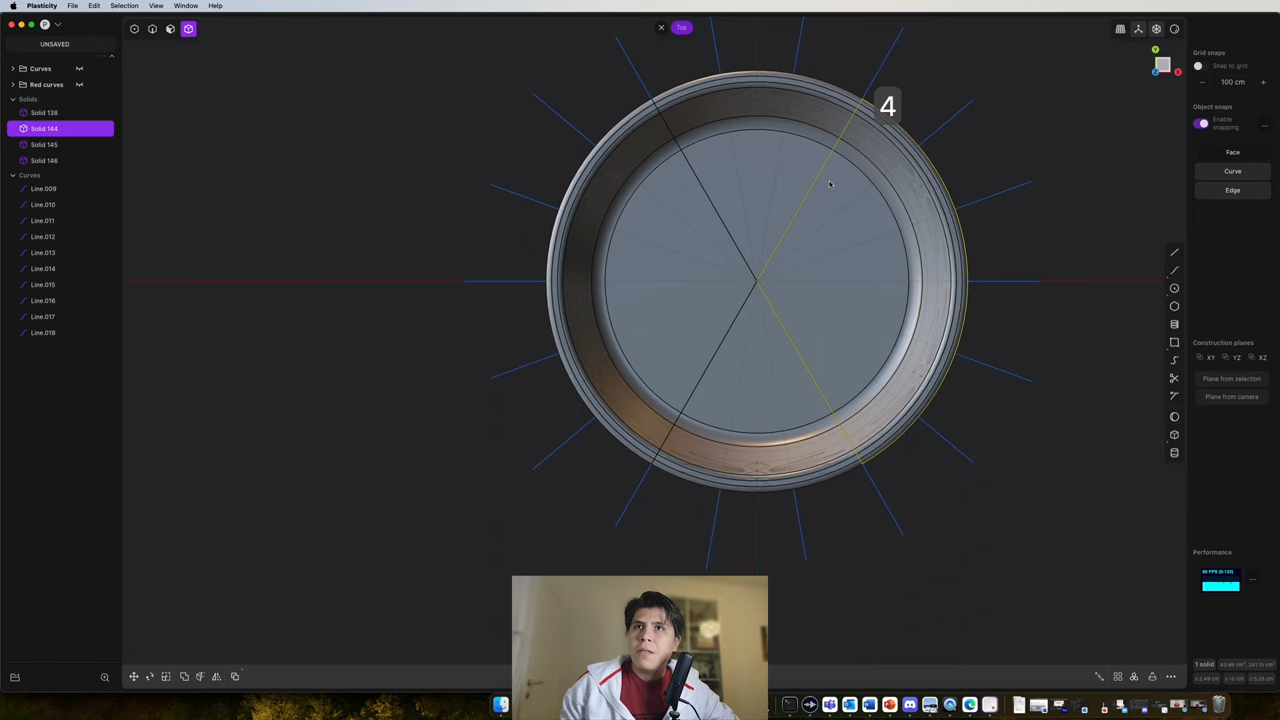 Plasticity File Edit Selection View Window Help
P
UNSAVED
Top
Curves
Red curves
Solids
Solid 138
Solid 144
Solid 145
Solid 146
Curves
Line.009
Line.010
Line.011
Line.012
Line.013
Line.014
Line.015
Line.016
Line.017
Line.018
4
Y
Z
X
Grid snaps
Snap to grid
100 cm
Object snaps
Enable snapping
Face
Curve
Edge
Construction planes
XY YZ XZ
Plane from selection
Plane from camera
Performance
1 solid